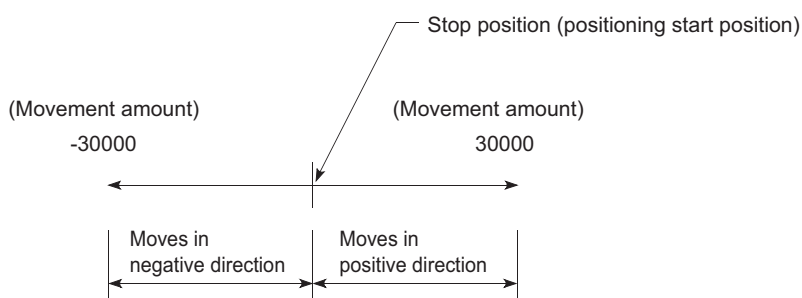 Stop position (positioning start position)
(Movement amount)
-30000
(Movement amount)
30000
Moves in
negative direction
Moves in
positive direction